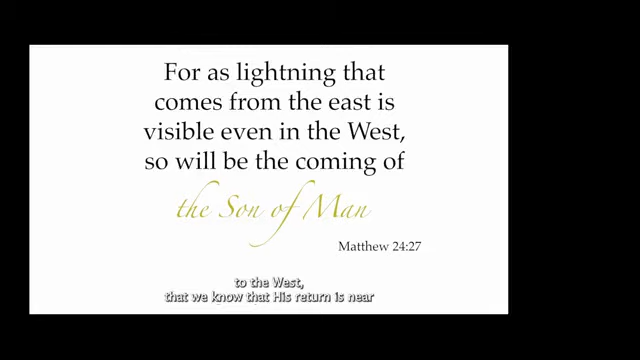 For as lightning that
comes from the east is
visible even in the West,
so will be the coming of
the Son of Man
Matthew 24:27
to the West,
that we know that His return is near